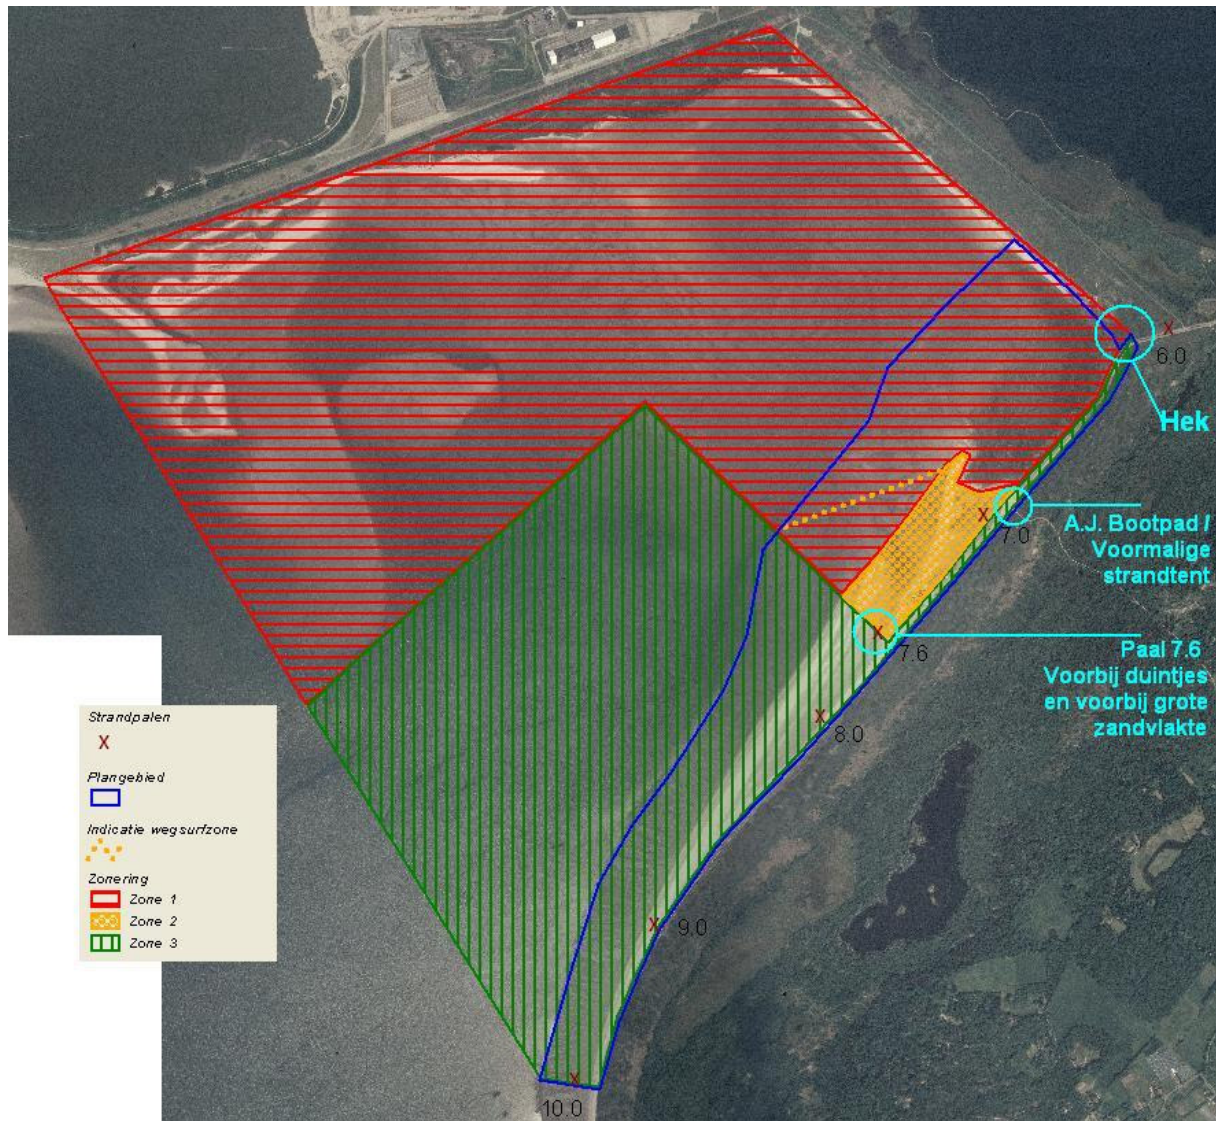 6.0
Hek
A.J. Bootpad /
Voormalige
strandtent
7.0
Paal 7.6
Voorbij duintjes
en voorbij grote
zandvlakte
7.6
8.0
9.0
10.0
Strandpalen
X
Plangebied
Indicatie wegsurfzone
Zonering
Zone 1
Zone 2
Zone 3